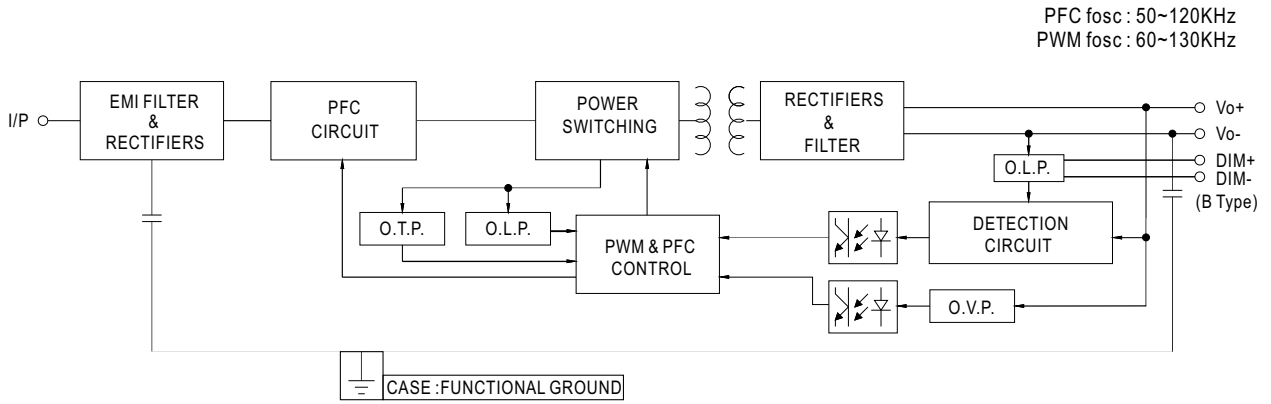 PFC fosc : 50~120KHz
PWM fosc : 60~130KHz
I/P
EMI FILTER
&
RECTIFIERS
PFC
CIRCUIT
POWER
SWITCHING
RECTIFIERS
&
FILTER
Vo+
Vo-
DIM+
DIM-
(B Type)
O.L.P.
O.T.P.
O.L.P.
PWM & PFC
CONTROL
DETECTION
CIRCUIT
O.V.P.
CASE : FUNCTIONAL GROUND